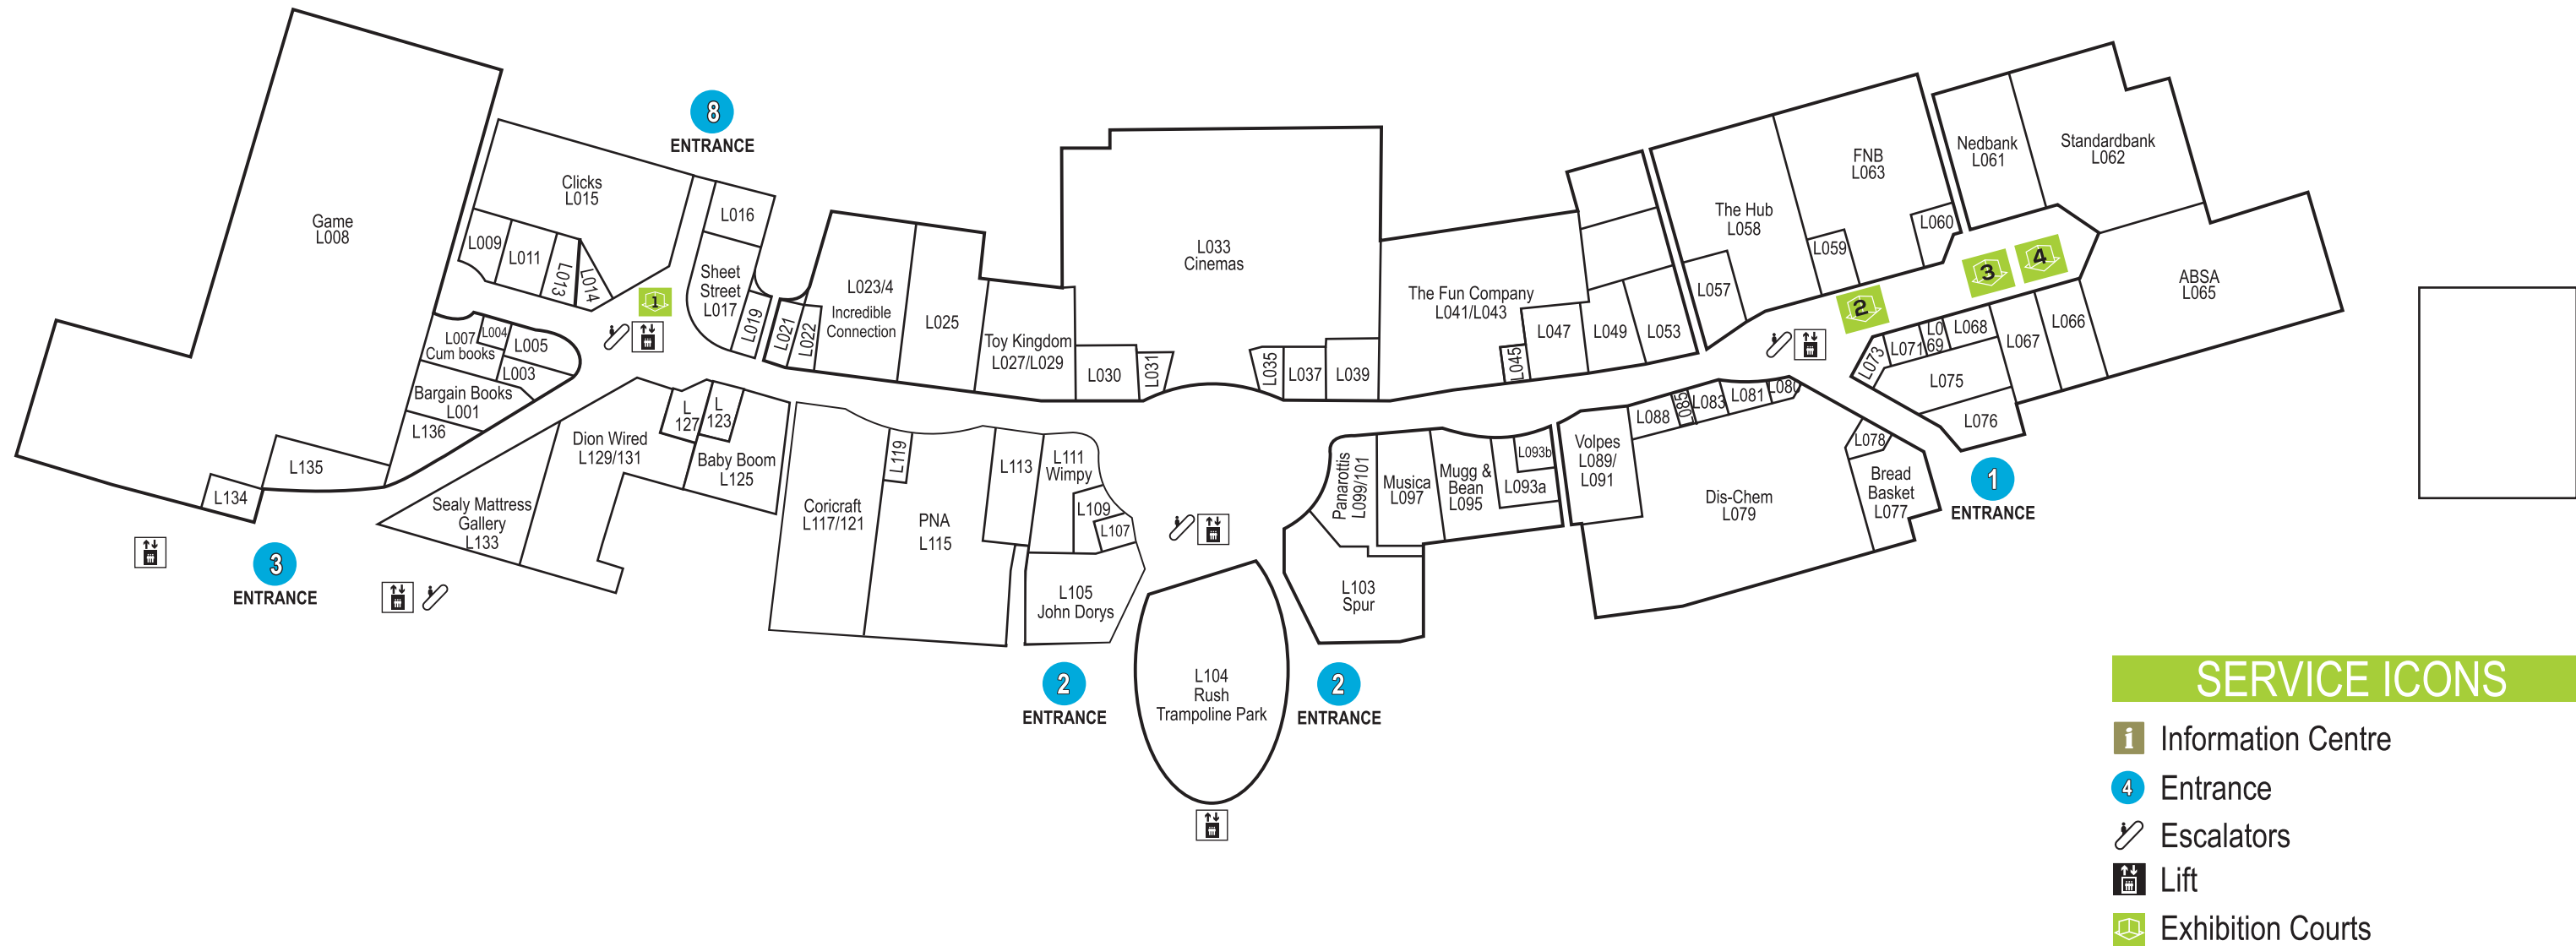 Game
L008
8
ENTRANCE
Clicks
L015
L009
L011
L013
L014
L016
Sheet
Street
L017
L019
1
L007
Cum books
L004
L005
L003
Bargain Books
L001
L136
L135
L134
3
ENTRANCE
L021
L022
L023/4
Incredible
Connection
L025
Toy Kingdom
L027/L029
L033
Cinemas
L030
L031
L035
L037
L039
The Fun Company
L041/L043
L045
L047
L049
L053
The Hub
L058
L057
FNB
L063
L059
L060
Nedbank
L061
Standardbank
L062
ABSA
L065
2
3
4
L073
L071
L0
69
L068
L067
L066
L075
L076
1
ENTRANCE
Sealy Mattress
Gallery
L133
Dion Wired
L129/131
L
127
L
123
Baby Boom
L125
Coricraft
L117/121
L119
PNA
L115
L113
L111
Wimpy
L109
L107
L105
John Dorys
2
ENTRANCE
L104
Rush
Trampoline Park
2
ENTRANCE
Panarottis
L099/101
Musica
L097
Mugg &
Bean
L095
L093b
L093a
L103
Spur
Volpes
L089/
L091
L088
L085
L083
L081
L080
Dis-Chem
L079
L078
Bread
Basket
L077
SERVICE ICONS
i Information Centre
4 Entrance
Escalators
Lift
Exhibition Courts